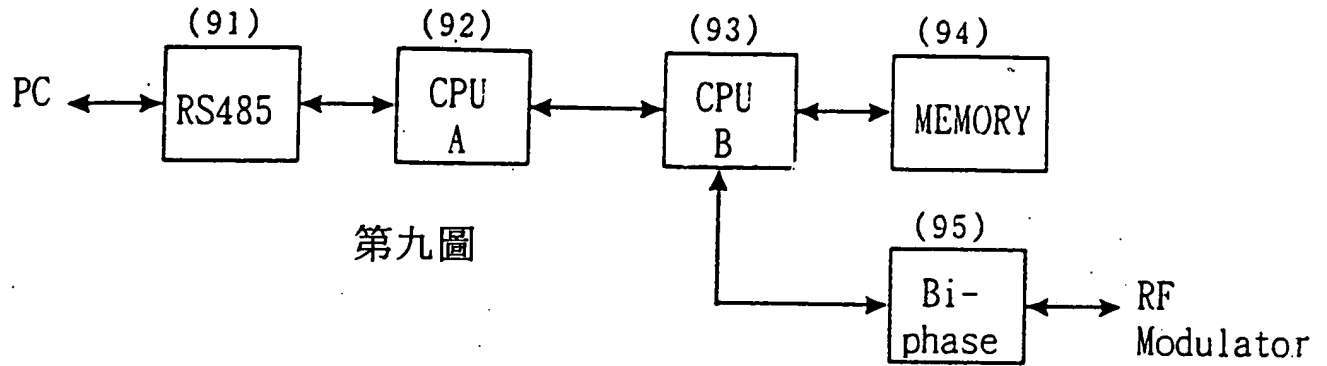 (91)
(92)
(93)
(94)
PC
RS485
CPU
A
CPU
B
MEMORY
第九圖
(95)
Bi-
phase
RF
Modulator